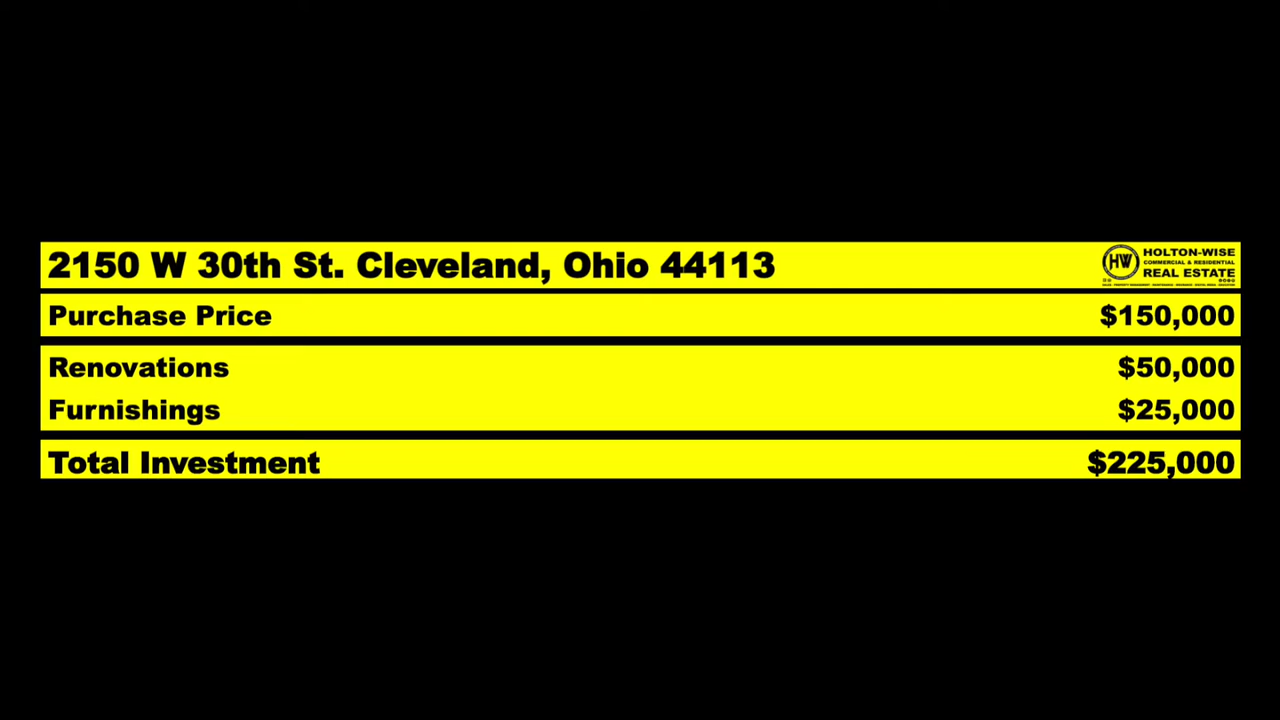 2150 W 30th St. Cleveland, Ohio 44113
HOLTON-WISE
COMMERCIAL & RESIDENTIAL
REAL ESTATE
HW
Purchase Price $150,000
Renovations $50,000
Furnishings $25,000
Total Investment $225,000